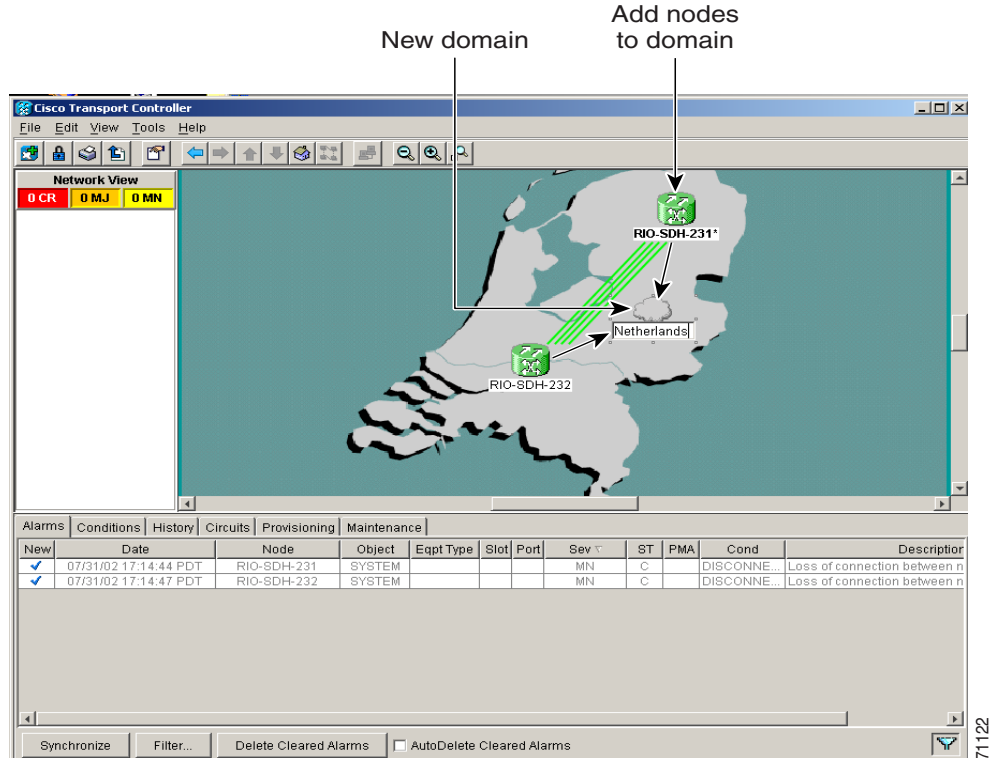 Add nodes
to domain
New domain
Cisco Transport Controller
File Edit View Tools Help
Network View
0 CR 0 MJ 0 MN
RIO-SDH-231*
Netherlands
RIO-SDH-232
Alarms Conditions History Circuits Provisioning Maintenance
New Date Node Object Eqpt Type Slot Port Sev ST PMA Cond Description
07/31/02 17:14:44 PDT RIO-SDH-231 SYSTEM MN C DISCONNE... Loss of connection between n
07/31/02 17:14:47 PDT RIO-SDH-232 SYSTEM MN C DISCONNE... Loss of connection between n
Synchronize Filter... Delete Cleared Alarms AutoDelete Cleared Alarms
71122